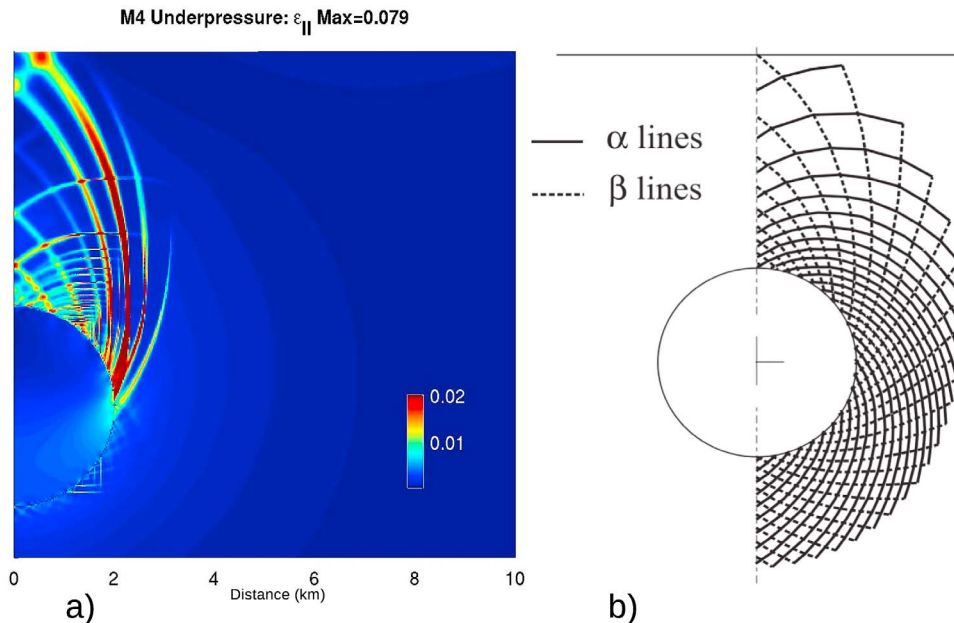 M4 Underpressure: εII Max=0.079
α lines
β lines
0.02
0.01
0 2 4 6 8 10
Distance (km)
a)
b)